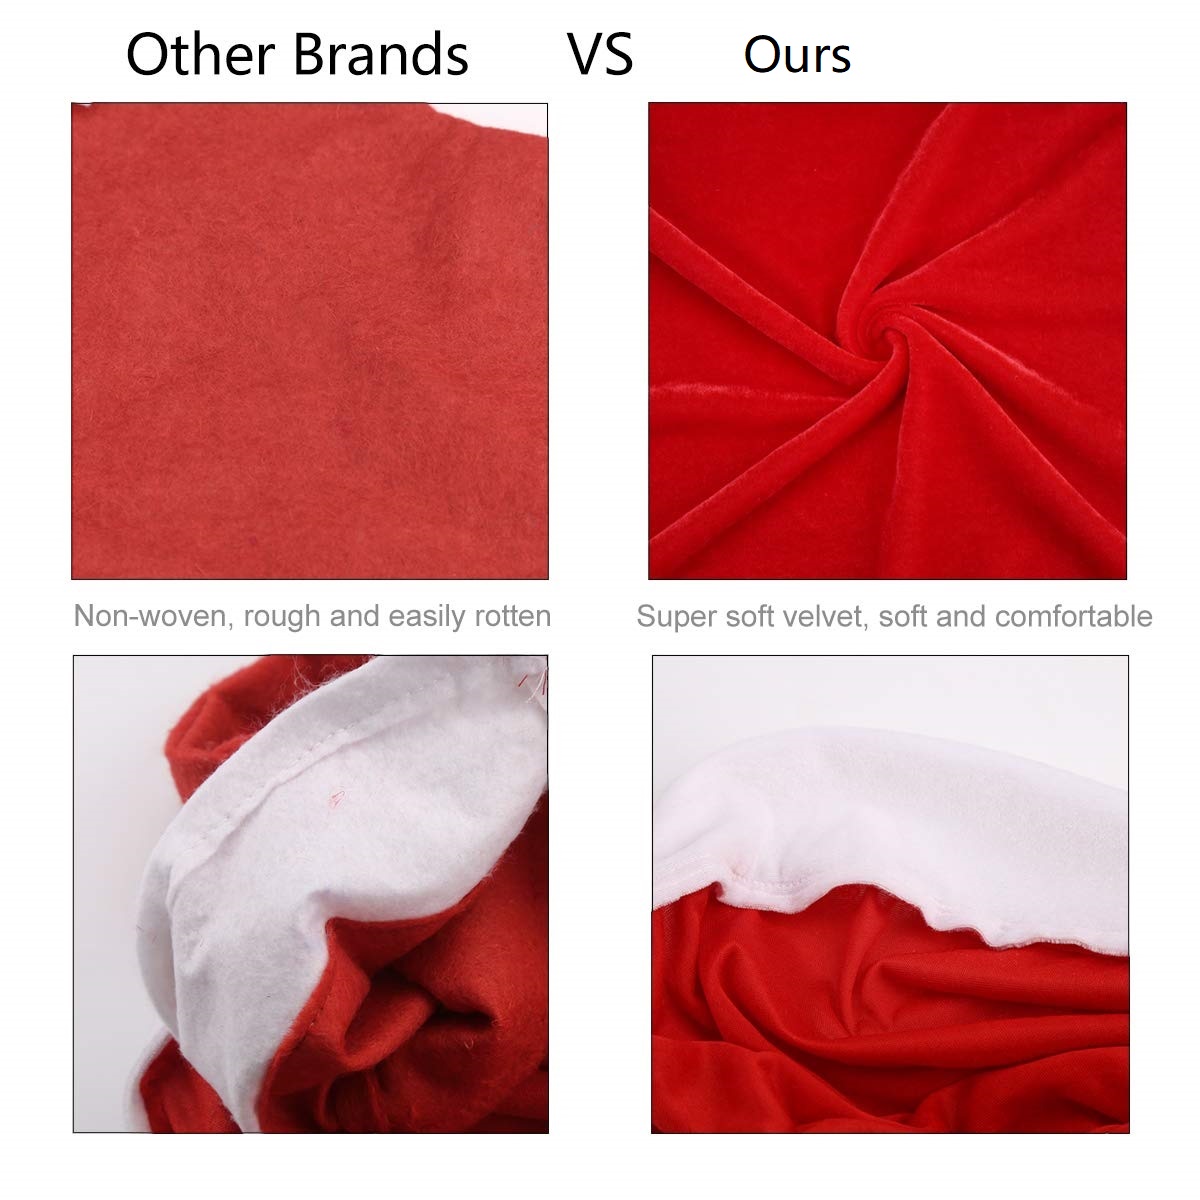 Other Brands VS Ours
Non-woven, rough and easily rotten
Super soft velvet, soft and comfortable